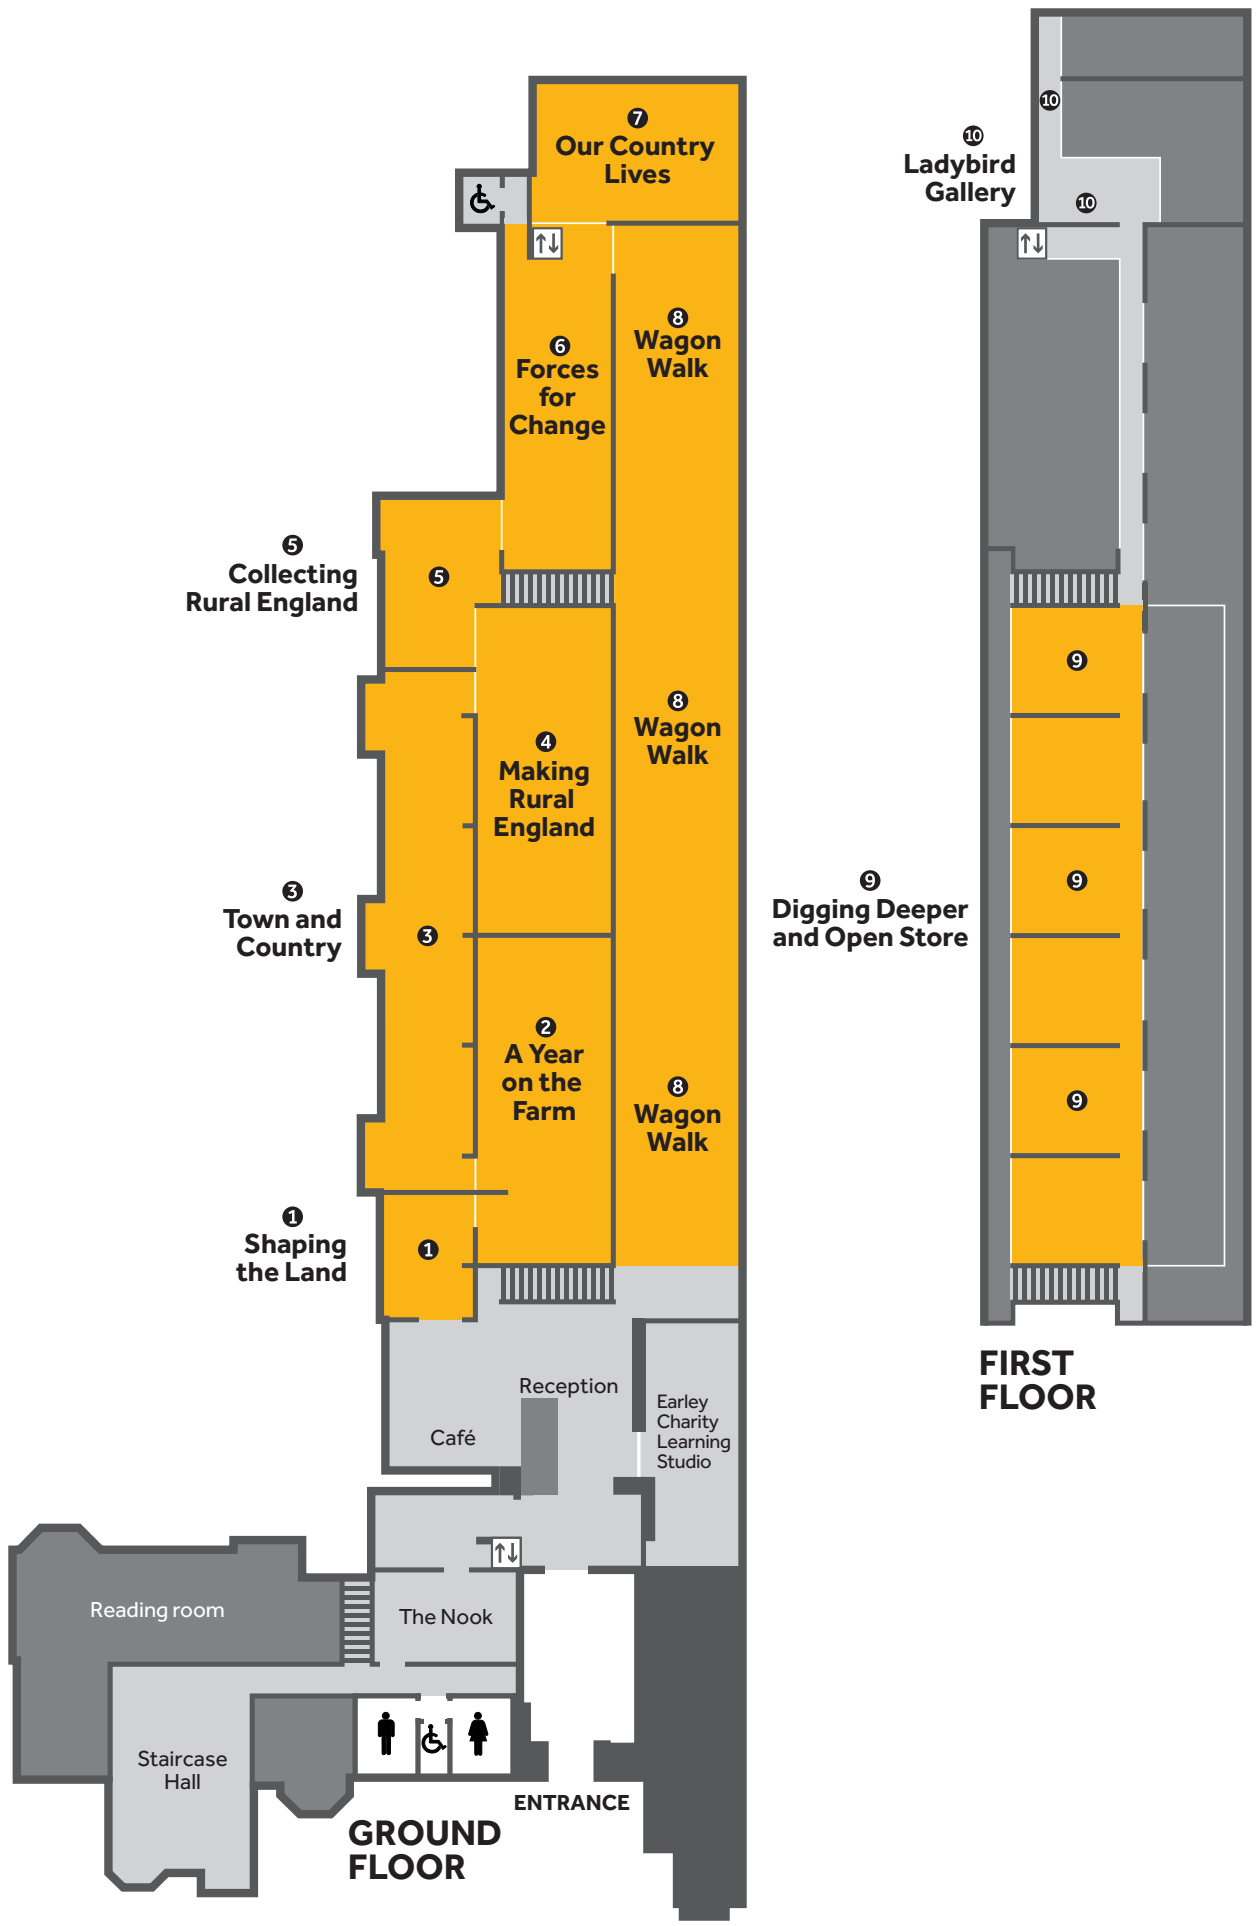 7
Our Country
Lives
6
Forces
for
Change
8
Wagon
Walk
5
Collecting
Rural England
5
4
Making
Rural
England
8
Wagon
Walk
3
Town and
Country
3
2
A Year
on the
Farm
8
Wagon
Walk
1
Shaping
the Land
1
Reception
Café
Earley
Charity
Learning
Studio
Reading room
The Nook
Staircase
Hall
ENTRANCE
GROUND
FLOOR
10
Ladybird
Gallery
10
10
9
9
Digging Deeper
and Open Store
9
9
FIRST
FLOOR